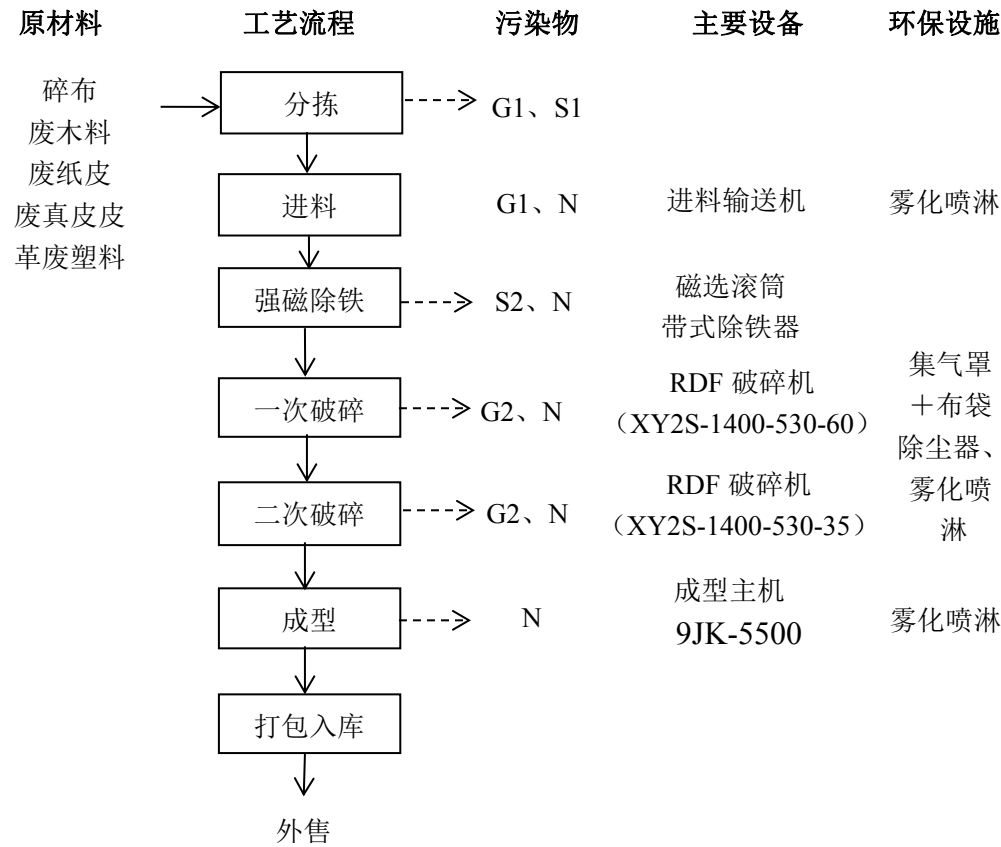 原材料 工艺流程 污染物 主要设备 环保设施
碎布
废木料
废纸皮
废真皮皮
革废塑料
分拣
G1、S1
进料
G1、N
进料输送机
雾化喷淋
强磁除铁
S2、N
磁选滚筒
带式除铁器
一次破碎
G2、N
RDF 破碎机
（XY2S-1400-530-60）
集气罩
＋布袋
除尘器、
雾化喷
淋
二次破碎
G2、N
RDF 破碎机
（XY2S-1400-530-35）
成型
N
成型主机
9JK-5500
雾化喷淋
打包入库
外售